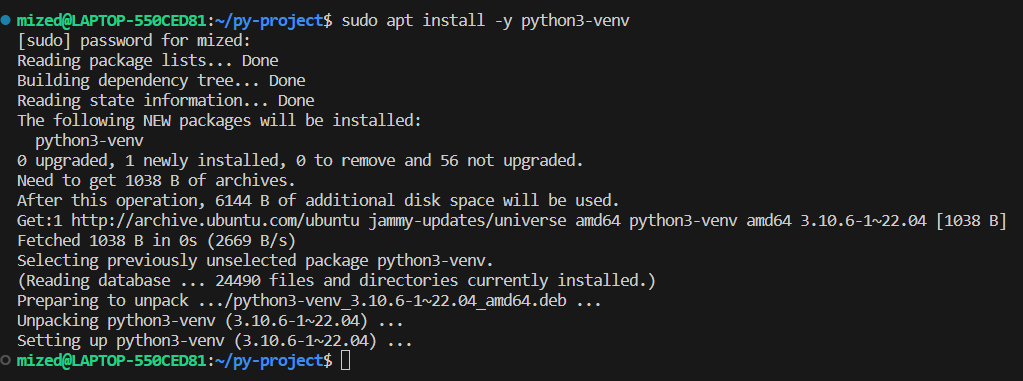 mized@LAPTOP-550CED81:~/py-project$ sudo apt install -y python3-venv
[sudo] password for mized:
Reading package lists... Done
Building dependency tree... Done
Reading state information... Done
The following NEW packages will be installed:
  python3-venv
0 upgraded, 1 newly installed, 0 to remove and 56 not upgraded.
Need to get 1038 B of archives.
After this operation, 6144 B of additional disk space will be used.
Get:1 http://archive.ubuntu.com/ubuntu jammy-updates/universe amd64 python3-venv amd64 3.10.6-1~22.04 [1038 B]
Fetched 1038 B in 0s (2669 B/s)
Selecting previously unselected package python3-venv.
(Reading database ... 24490 files and directories currently installed.)
Preparing to unpack .../python3-venv_3.10.6-1~22.04_amd64.deb ...
Unpacking python3-venv (3.10.6-1~22.04) ...
Setting up python3-venv (3.10.6-1~22.04) ...
mized@LAPTOP-550CED81:~/py-project$